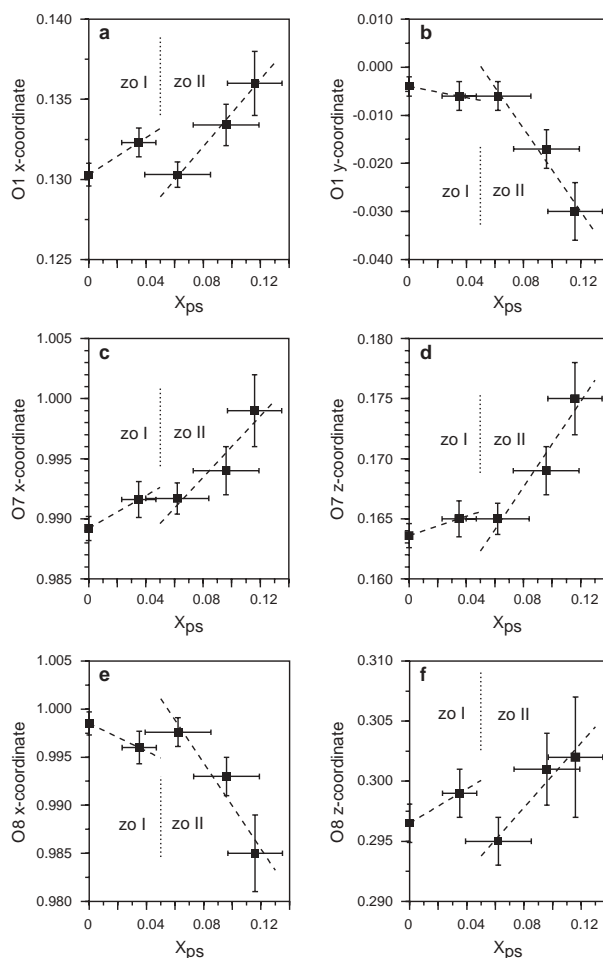 a
zo I zo II
0.140
0.135
0.130
0.125
O1 x-coordinate
0 0.04 0.08 0.12
Xps
b
zo I zo II
0.010
0.000
-0.010
-0.020
-0.030
-0.040
O1 y-coordinate
0 0.04 0.08 0.12
Xps
c
zo I zo II
1.005
1.000
0.995
0.990
0.985
O7 x-coordinate
0 0.04 0.08 0.12
Xps
d
zo I zo II
0.180
0.175
0.170
0.165
0.160
O7 z-coordinate
0 0.04 0.08 0.12
Xps
e
zo I zo II
1.005
1.000
0.995
0.990
0.985
0.980
O8 x-coordinate
0 0.04 0.08 0.12
Xps
f
zo I zo II
0.310
0.305
0.300
0.295
0.290
O8 z-coordinate
0 0.04 0.08 0.12
Xps